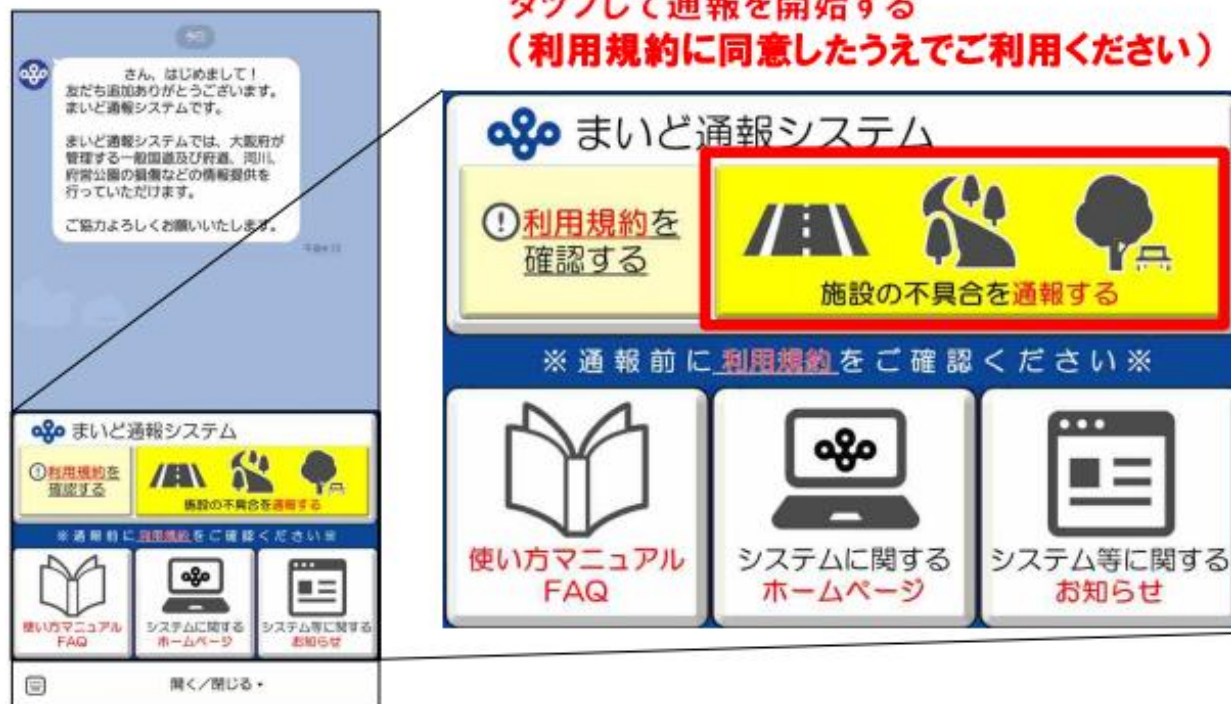 タップして通報を開始する
（利用規約に同意したうえでご利用ください）
今日
さん、はじめまして！
友だち追加ありがとうございます。
まいど通報システムです。
まいど通報システムでは、大阪府が
管理する一般国道及び府道、河川、
府営公園の損傷などの情報提供を
行っていただけます。
ご協力よろしくお願いいたします。
まいど通報システム
利用規約を
確認する
施設の不具合を通報する
※通報前に利用規約をご確認ください※
使い方マニュアル
FAQ
システムに関する
ホームページ
システム等に関する
お知らせ
開く／閉じる
まいど通報システム
利用規約を
確認する
施設の不具合を通報する
※通報前に利用規約をご確認ください※
使い方マニュアル
FAQ
システムに関する
ホームページ
システム等に関する
お知らせ